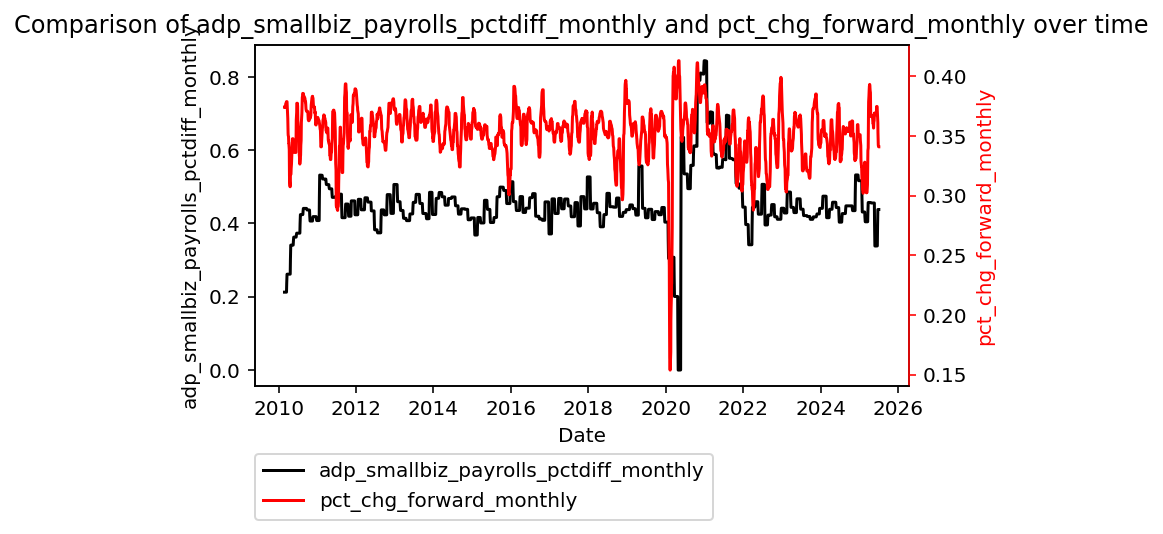 Comparison of adp_smallbiz_payrolls_pctdiff_monthly and pct_chg_forward_monthly over time
adp_smallbiz_payrolls_pctdiff_monthly
0.8
0.6
0.4
0.2
0.0
0.40
0.35
0.30
0.25
0.20
0.15
pct_chg_forward_monthly
2010 2012 2014 2016 2018 2020 2022 2024 2026
Date
adp_smallbiz_payrolls_pctdiff_monthly
pct_chg_forward_monthly